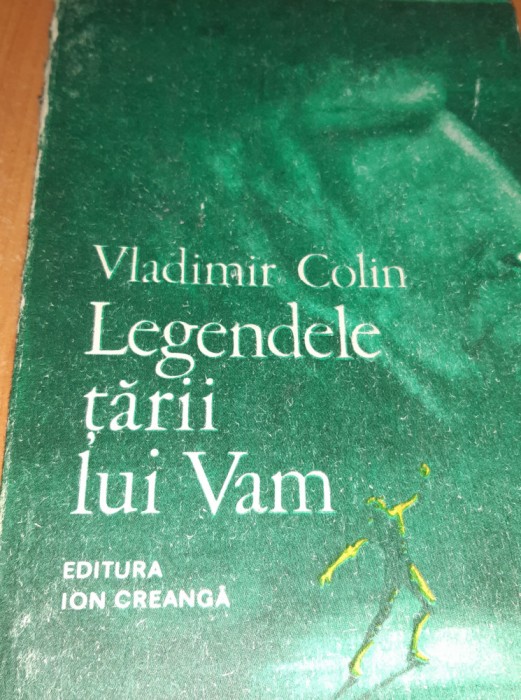 Vladimir Colin
Legendele
țării
lui Vam
EDITURA
ION CREANGĂ